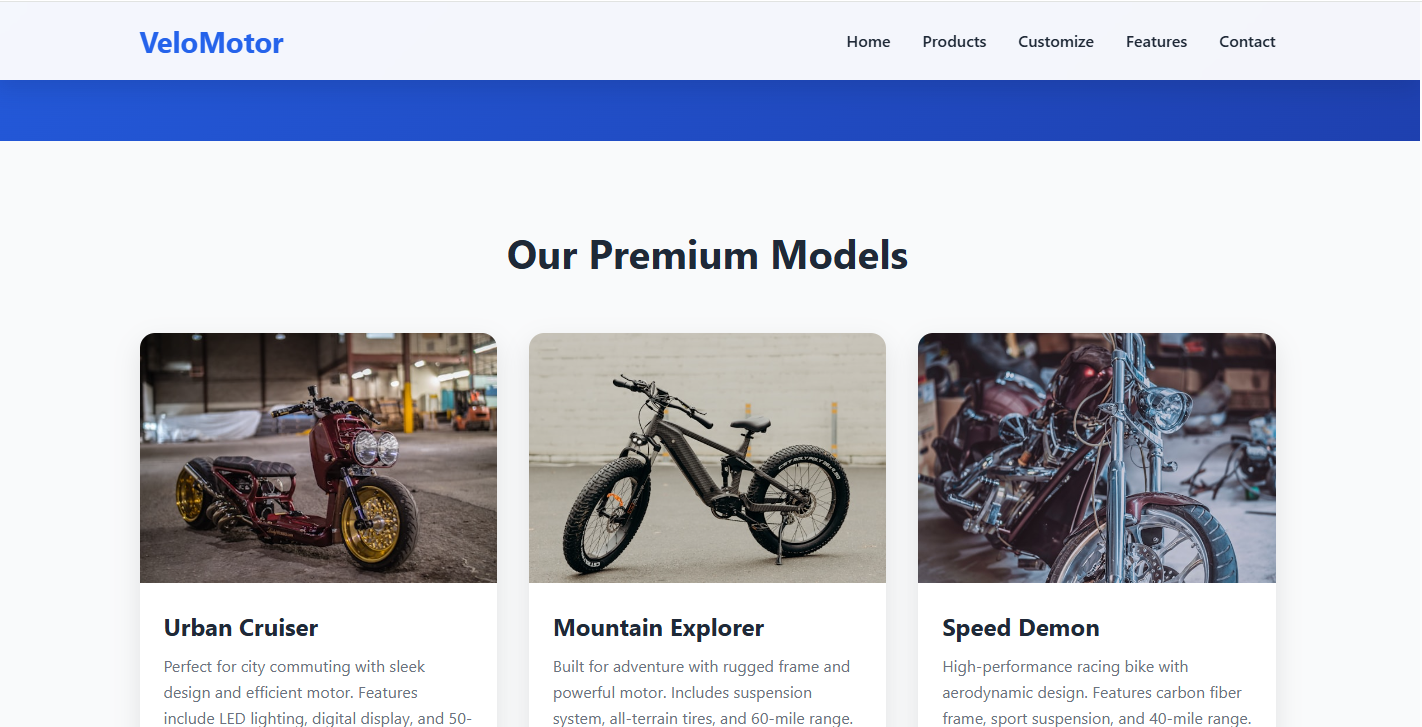 VeloMotor
Home Products Customize Features Contact
Our Premium Models
Urban Cruiser
Perfect for city commuting with sleek
design and efficient motor. Features
include LED lighting, digital display, and 50-
Mountain Explorer
Built for adventure with rugged frame and
powerful motor. Includes suspension
system, all-terrain tires, and 60-mile range.
Speed Demon
High-performance racing bike with
aerodynamic design. Features carbon fiber
frame, sport suspension, and 40-mile range.